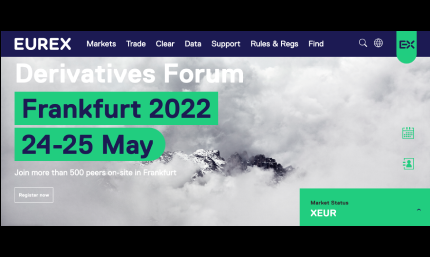 EUREX Markets Trade Clear Data Support Rules & Regs Find
EX
Derivatives Forum
Frankfurt 2022
24-25 May
Join more than 500 peers on-site in Frankfurt
Register now
Market Status
XEUR